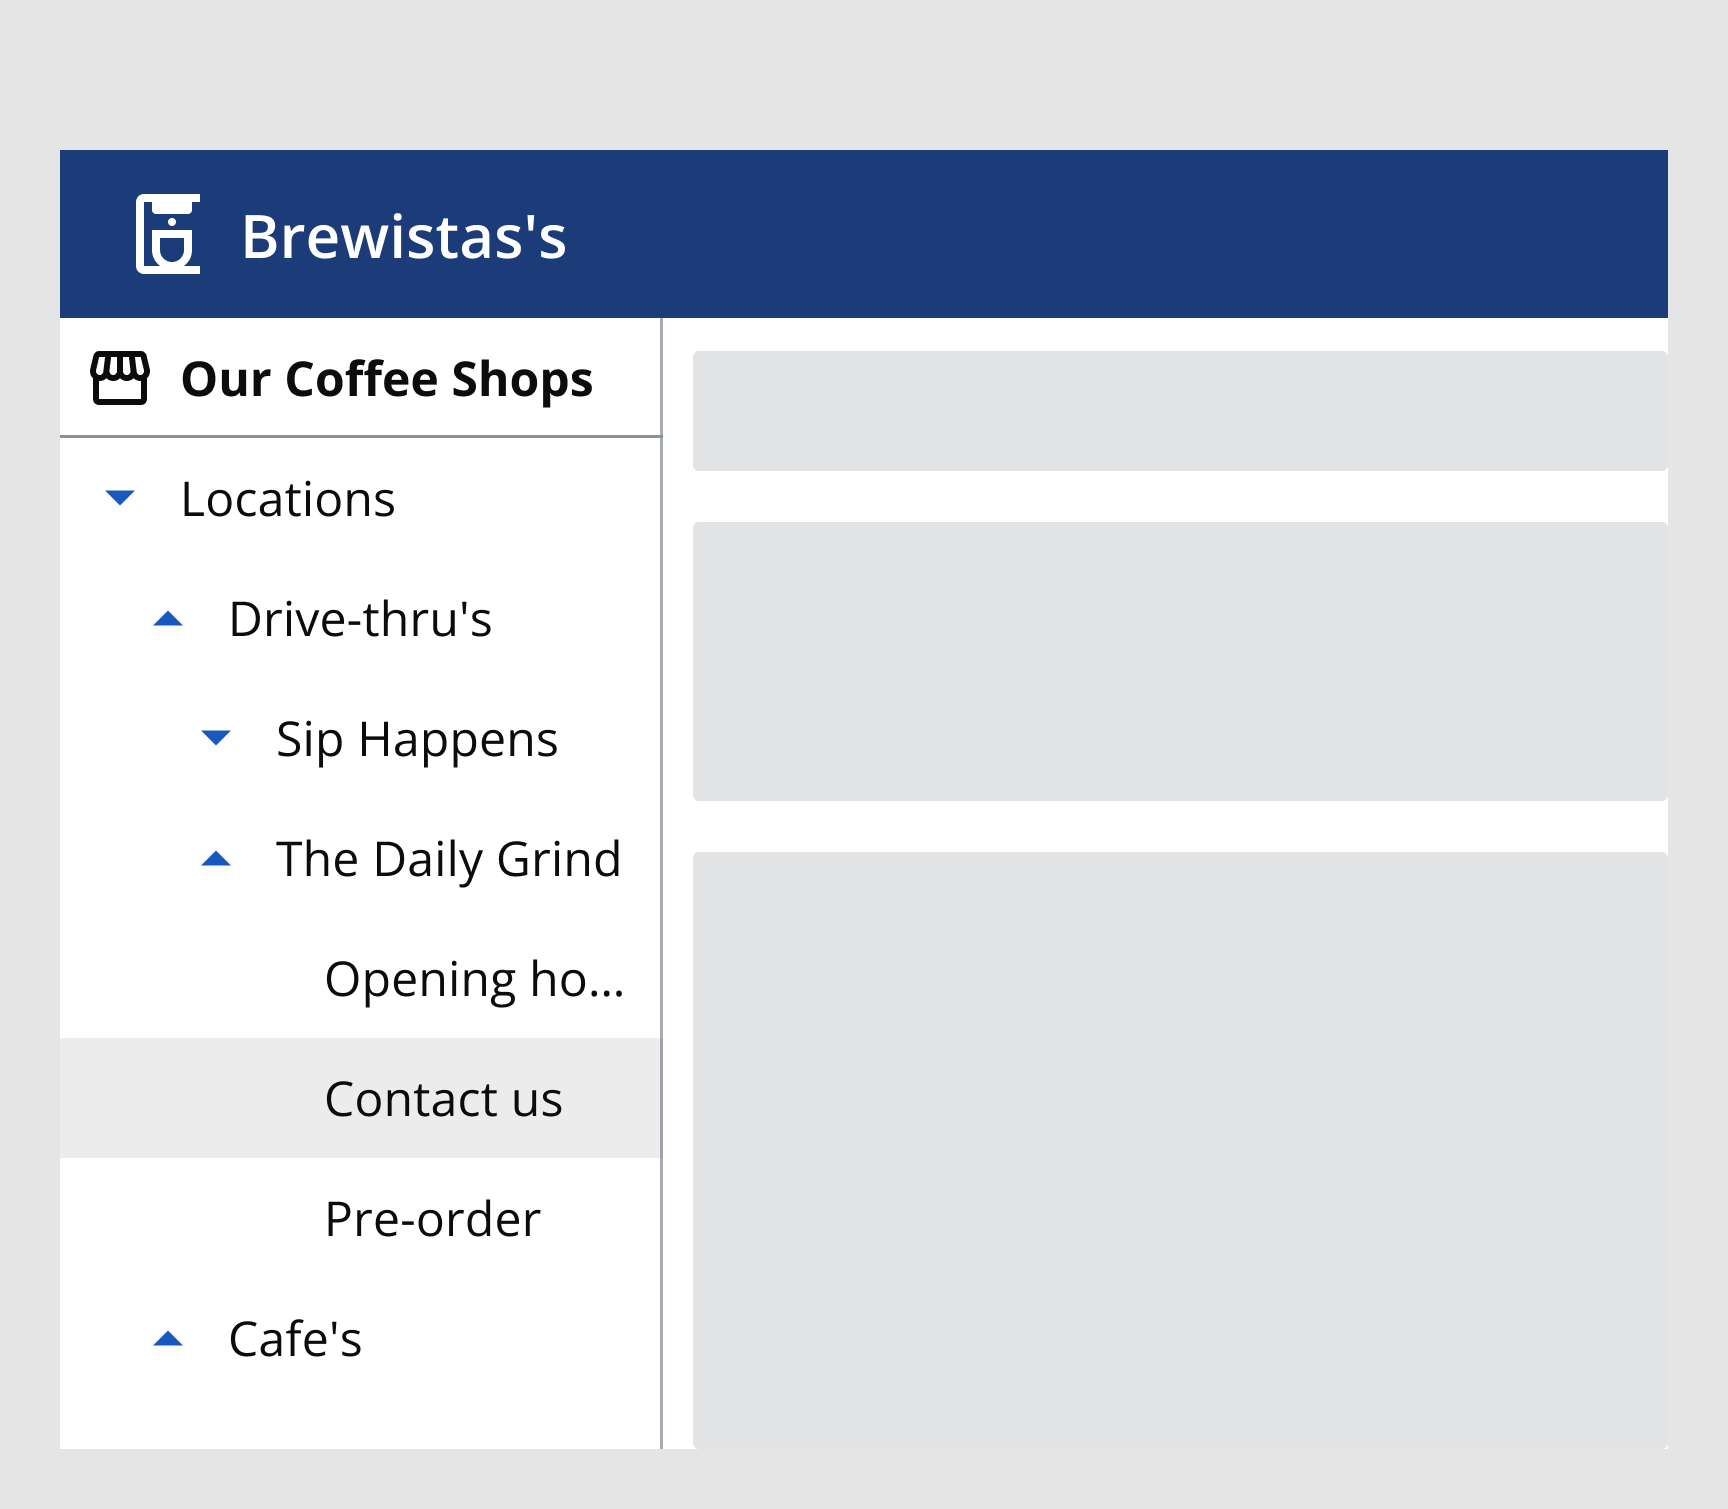 Brewistas's
Our Coffee Shops
Locations
Drive-thru's
Sip Happens
The Daily Grind
Opening ho...
Contact us
Pre-order
Cafe's